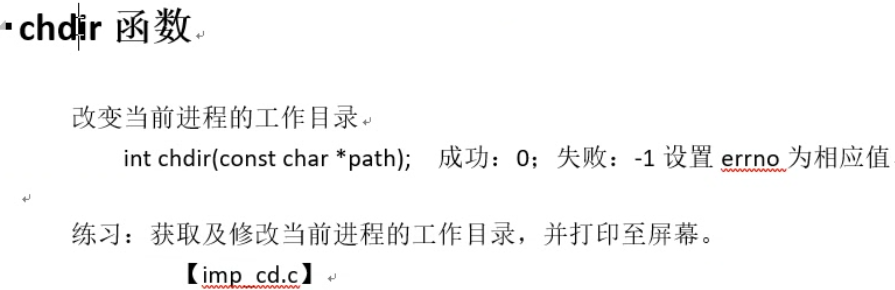 chdir 函数
改变当前进程的工作目录
int chdir(const char *path); 成功：0；失败：-1 设置 errno 为相应值
练习：获取及修改当前进程的工作目录，并打印至屏幕。
【imp_cd.c】